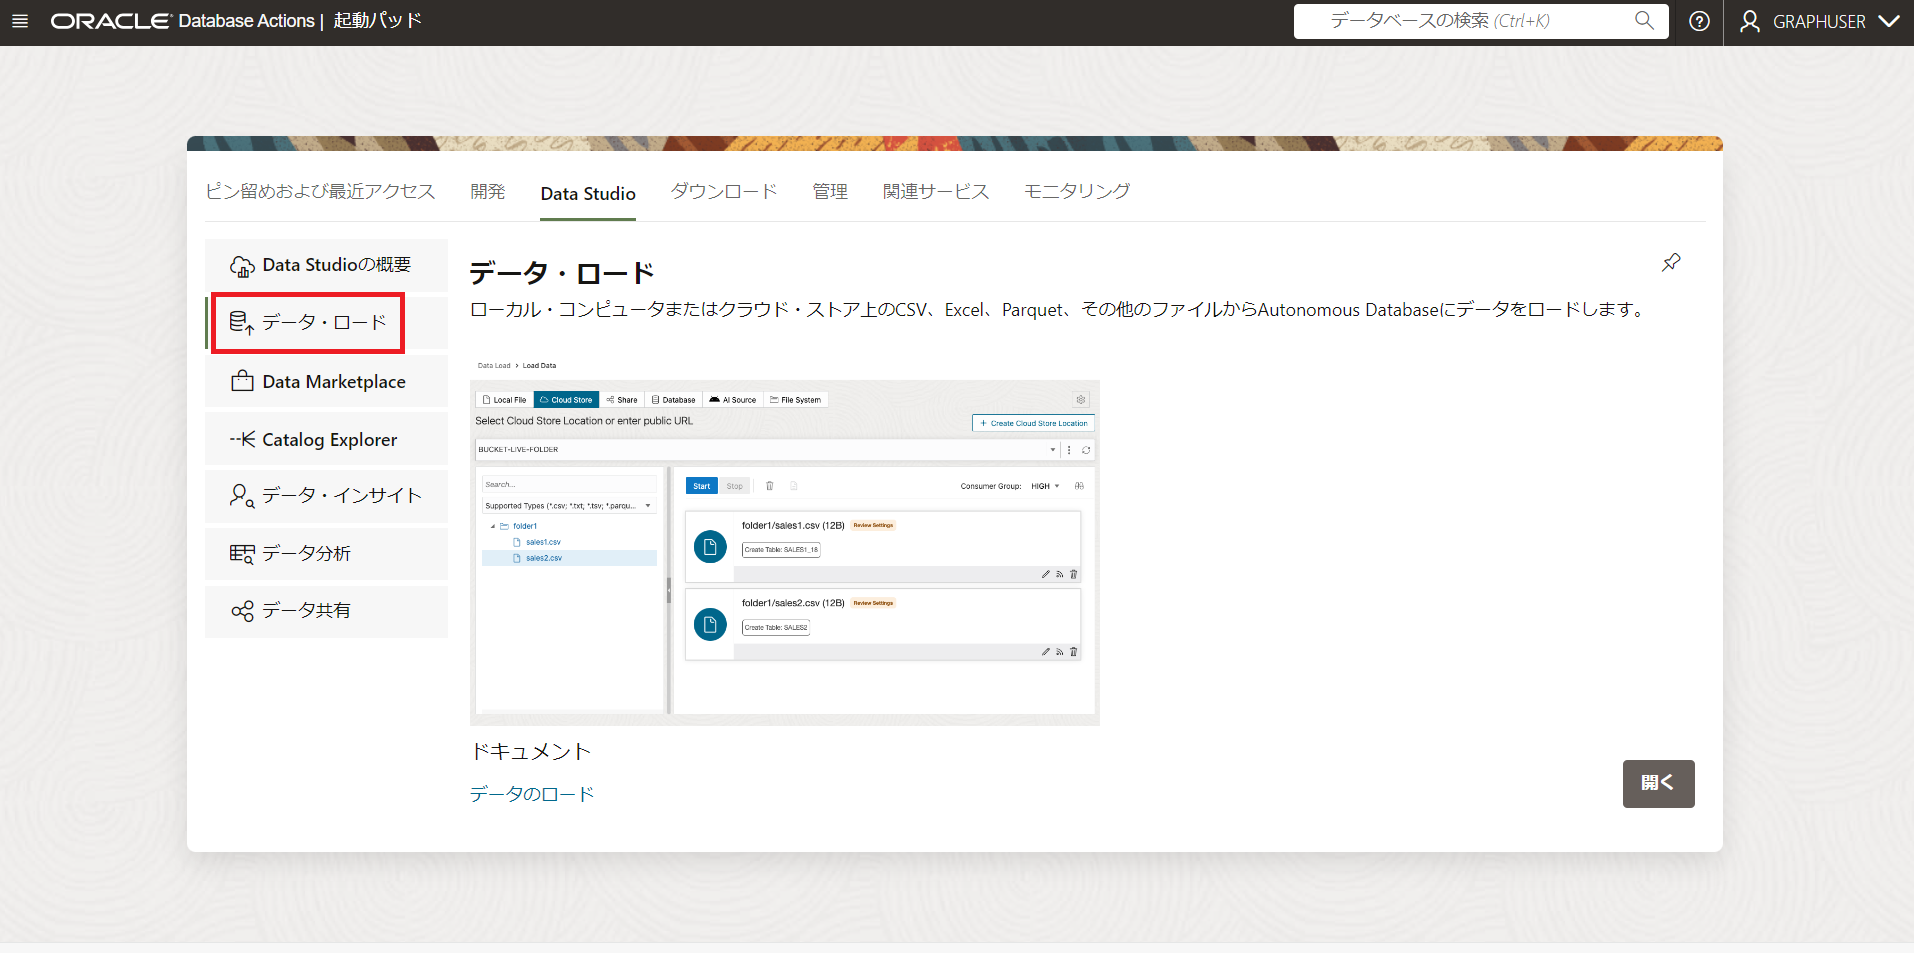 ORACLE Database Actions | 起動パッド
データベースの検索 (Ctrl+K)
GRAPHUSER
ピン留めおよび最近アクセス 開発 Data Studio ダウンロード 管理 関連サービス モニタリング
Data Studioの概要
データ・ロード
Data Marketplace
Catalog Explorer
データ・インサイト
データ分析
データ共有
データ・ロード
ローカル・コンピュータまたはクラウド・ストア上のCSV、Excel、Parquet、その他のファイルからAutonomous Databaseにデータをロードします。
Data Load > Load Data
Local File Cloud Store Share Database AI Source File System
Select Cloud Store Location or enter public URL
+ Create Cloud Store Location
BUCKET-LIVE-FOLDER
Search...
Supported Types (*.csv; *.txt; *.tsv; *.parqu...
folder1
sales1.csv
sales2.csv
Start Stop
Consumer Group: HIGH
folder1/sales1.csv (12B) Review Settings
Create Table: SALES1_18
folder1/sales2.csv (12B) Review Settings
Create Table: SALES2
ドキュメント
データのロード
開く